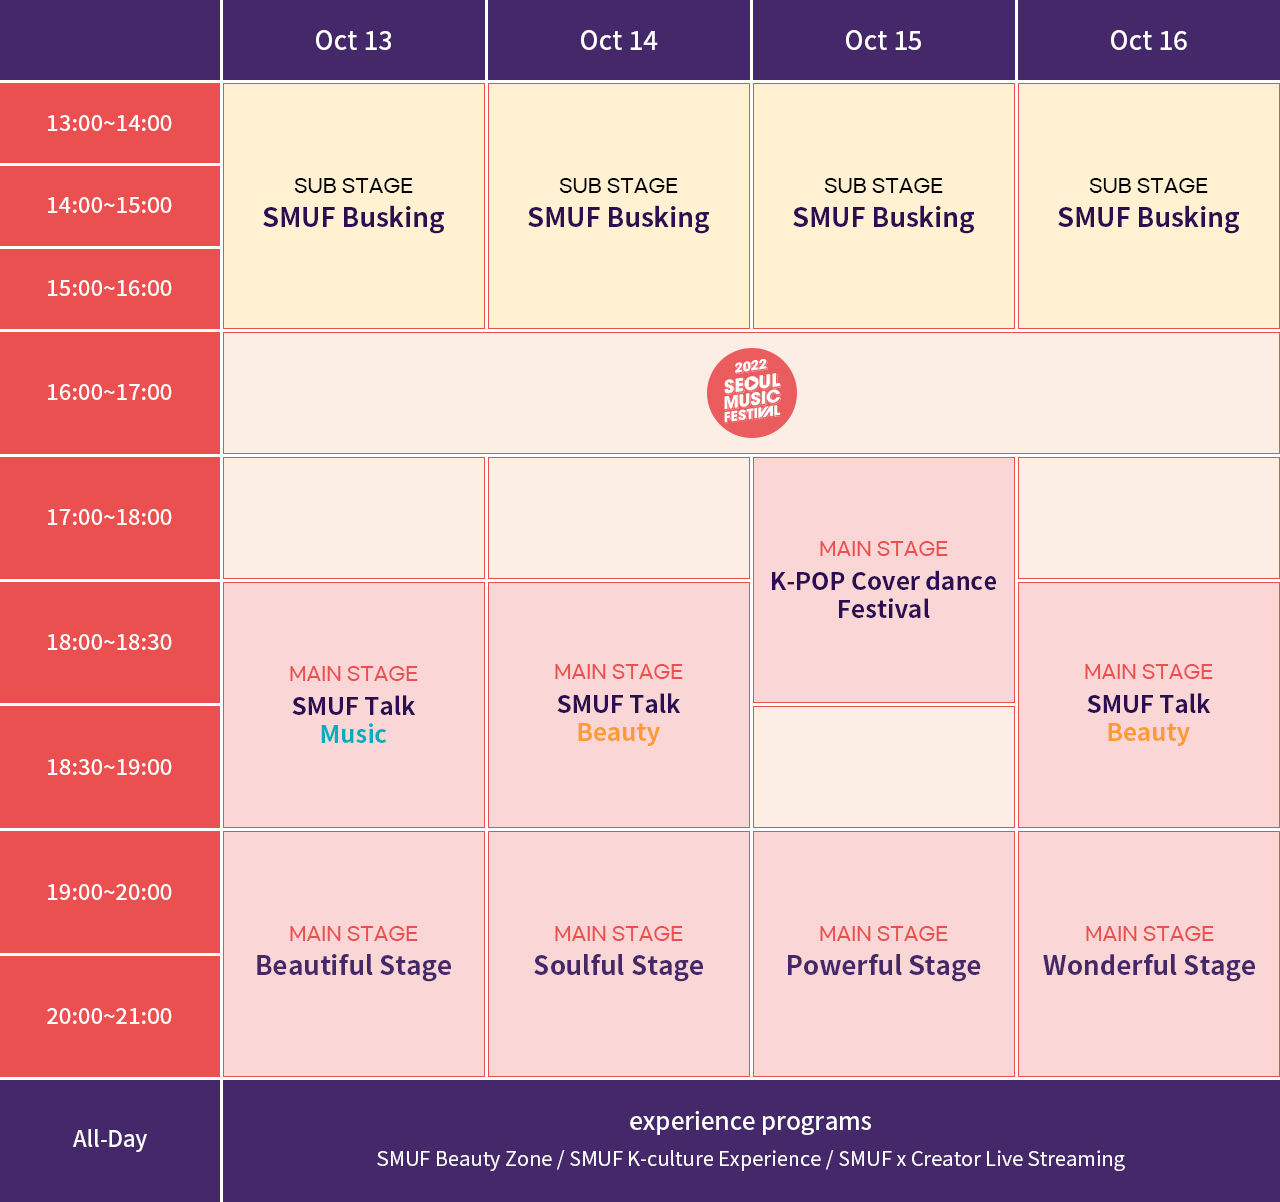 Oct 13
Oct 14
Oct 15
Oct 16
13:00~14:00
14:00~15:00
15:00~16:00
SUB STAGE
SMUF Busking
SUB STAGE
SMUF Busking
SUB STAGE
SMUF Busking
SUB STAGE
SMUF Busking
16:00~17:00
2022
SEOUL
MUSIC
FESTIVAL
17:00~18:00
18:00~18:30
18:30~19:00
MAIN STAGE
SMUF Talk
Music
MAIN STAGE
SMUF Talk
Beauty
MAIN STAGE
K-POP Cover dance
Festival
MAIN STAGE
SMUF Talk
Beauty
19:00~20:00
20:00~21:00
MAIN STAGE
Beautiful Stage
MAIN STAGE
Soulful Stage
MAIN STAGE
Powerful Stage
MAIN STAGE
Wonderful Stage
All-Day
experience programs
SMUF Beauty Zone / SMUF K-culture Experience / SMUF x Creator Live Streaming